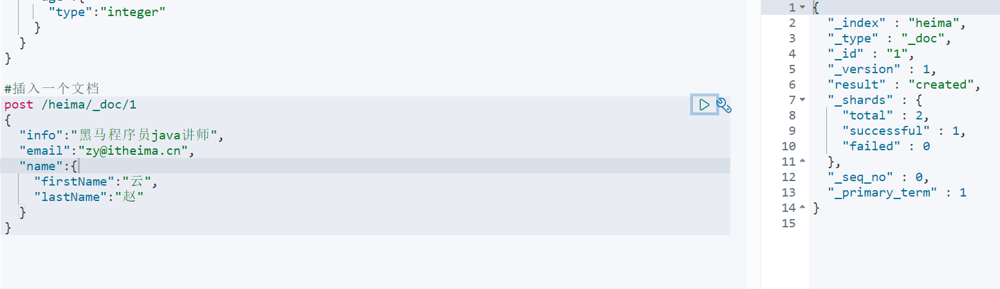 "type":"integer"
}
}
}
#插入一个文档
post /heima/_doc/1
{
"info":"黑马程序员java讲师",
"email":"zy@itheima.cn",
"name":{
"firstName":"云",
"lastName":"赵"
}
}
1 {
2 "_index" : "heima",
3 "_type" : "_doc",
4 "_id" : "1",
5 "_version" : 1,
6 "result" : "created",
7 "_shards" : {
8 "total" : 2,
9 "successful" : 1,
10 "failed" : 0
11 },
12 "_seq_no" : 0,
13 "_primary_term" : 1
14 }
15